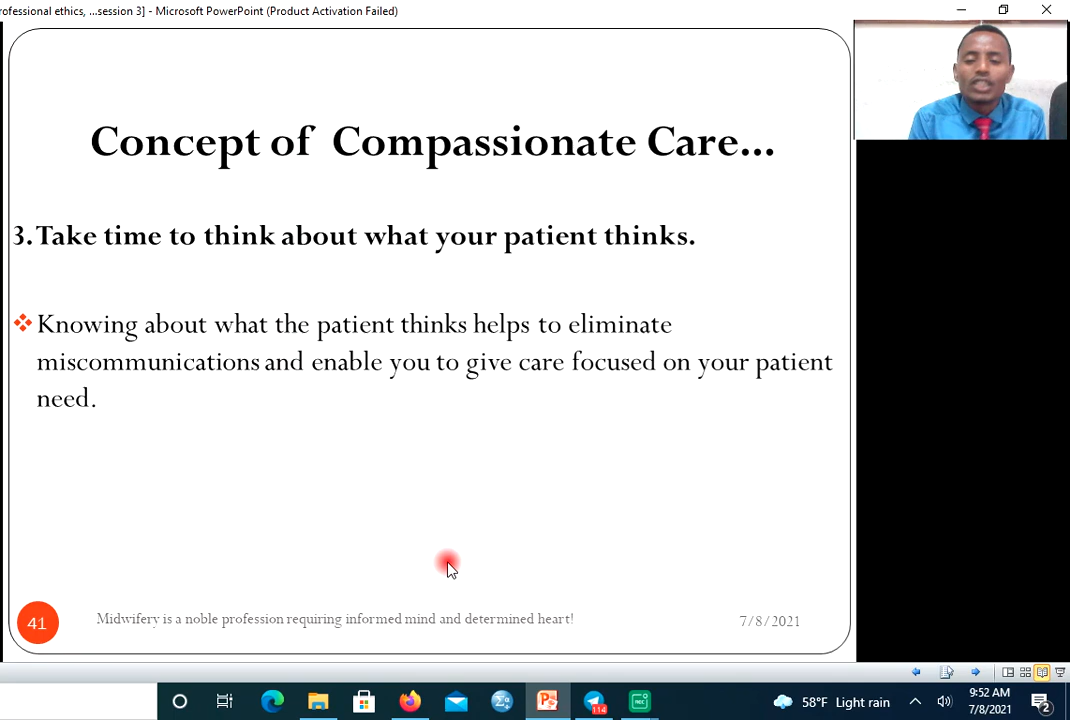 rofessional ethics, ...session 3] - Microsoft PowerPoint (Product Activation Failed)
Concept of Compassionate Care...
3. Take time to think about what your patient thinks.
Knowing about what the patient thinks helps to eliminate
miscommunications and enable you to give care focused on your patient
need.
41
Midwifery is a noble profession requiring informed mind and determined heart!
7/8/2021
114
REC
58°F Light rain
9:52 AM
7/8/2021
2